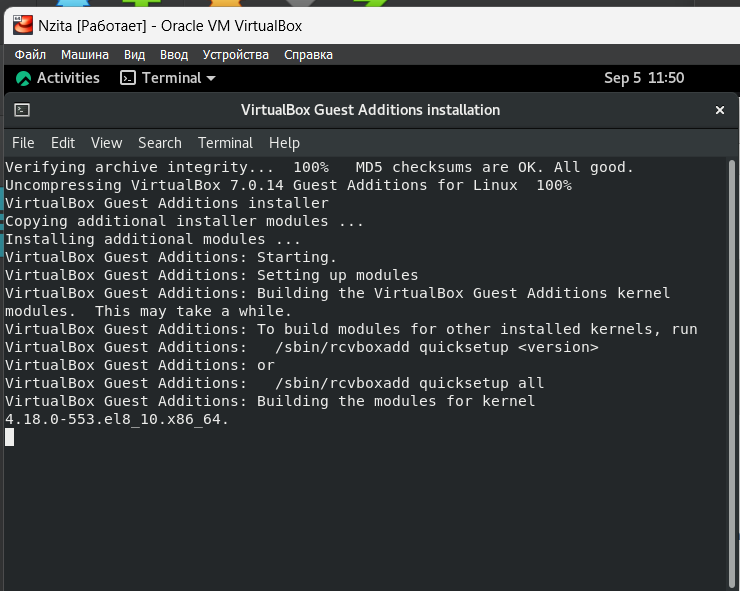 Nzita [Работает] - Oracle VM VirtualBox
Файл Машина Вид Ввод Устройства Справка
Activities Terminal Sep 5 11:50
VirtualBox Guest Additions installation ×
File Edit View Search Terminal Help
Verifying archive integrity...  100%   MD5 checksums are OK. All good.
Uncompressing VirtualBox 7.0.14 Guest Additions for Linux  100%
VirtualBox Guest Additions installer
Copying additional installer modules ...
Installing additional modules ...
VirtualBox Guest Additions: Starting.
VirtualBox Guest Additions: Setting up modules
VirtualBox Guest Additions: Building the VirtualBox Guest Additions kernel
modules.  This may take a while.
VirtualBox Guest Additions: To build modules for other installed kernels, run
VirtualBox Guest Additions:   /sbin/rcvboxadd quicksetup <version>
VirtualBox Guest Additions: or
VirtualBox Guest Additions:   /sbin/rcvboxadd quicksetup all
VirtualBox Guest Additions: Building the modules for kernel
4.18.0-553.el8_10.x86_64.